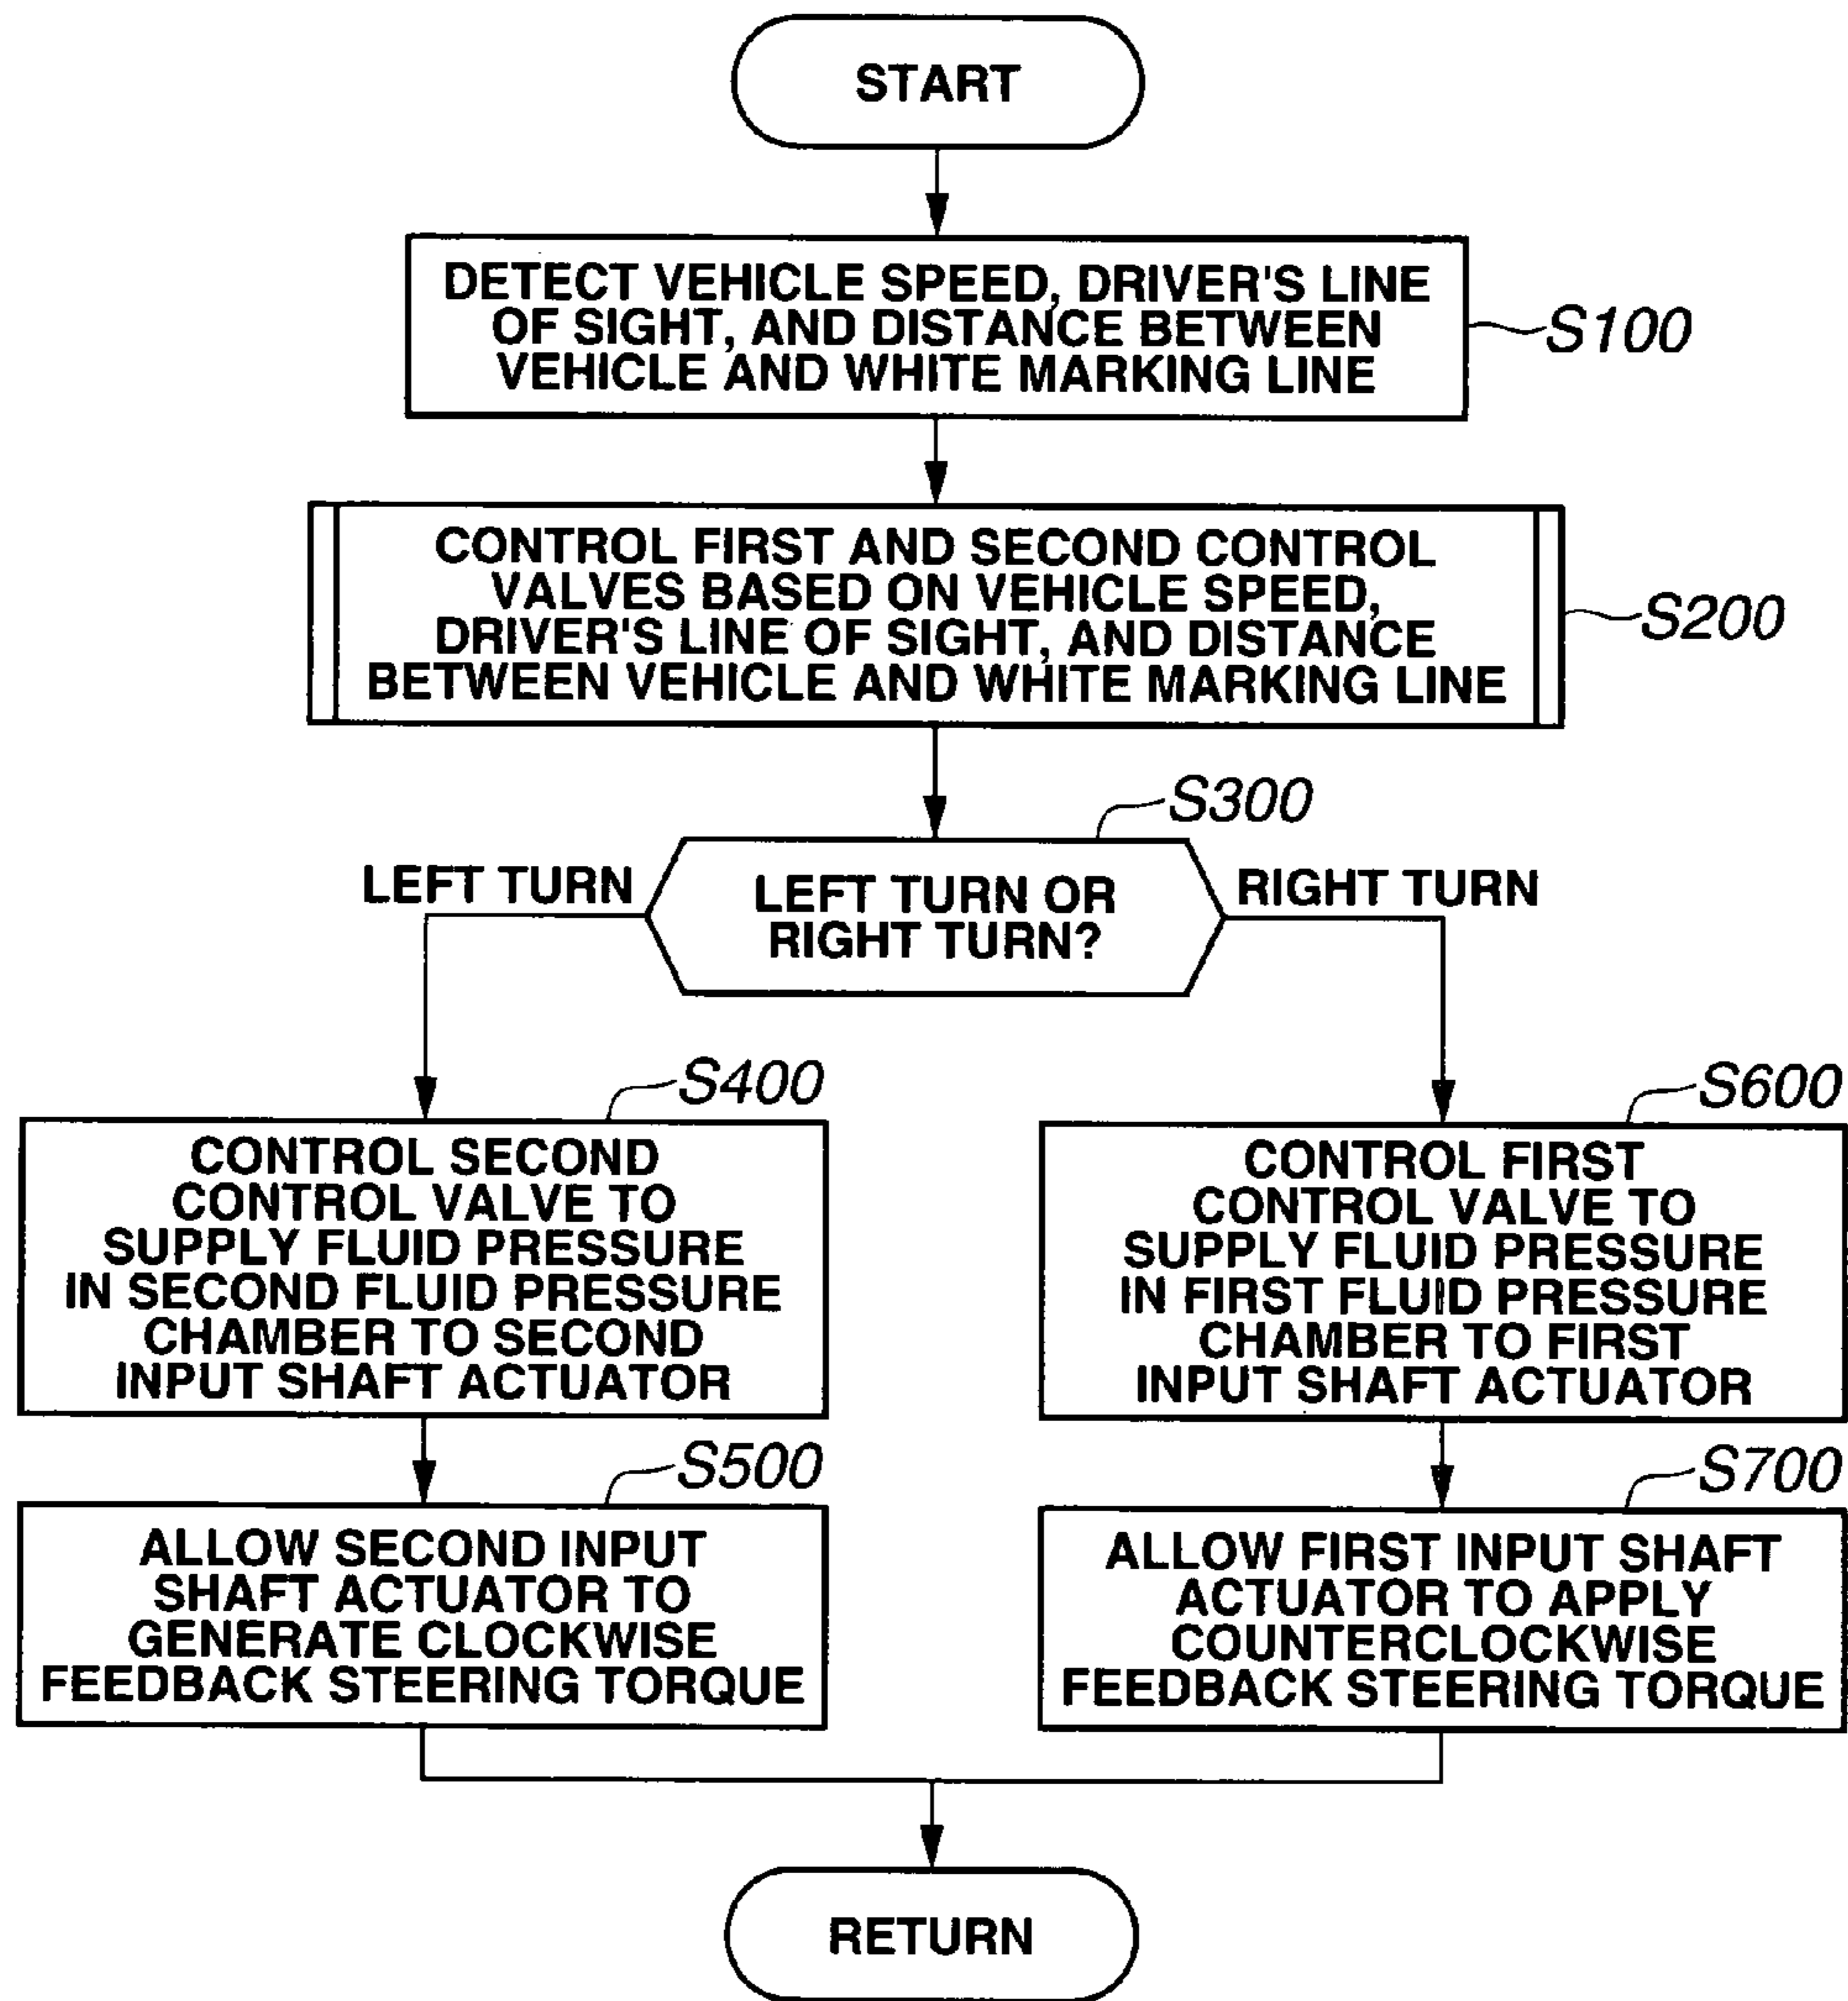 START
DETECT VEHICLE SPEED, DRIVER'S LINE
OF SIGHT, AND DISTANCE BETWEEN
VEHICLE AND WHITE MARKING LINE
S100
CONTROL FIRST AND SECOND CONTROL
VALVES BASED ON VEHICLE SPEED,
DRIVER'S LINE OF SIGHT, AND DISTANCE
BETWEEN VEHICLE AND WHITE MARKING LINE
S200
S300
LEFT TURN OR
RIGHT TURN?
LEFT TURN
RIGHT TURN
S400
CONTROL SECOND
CONTROL VALVE TO
SUPPLY FLUID PRESSURE
IN SECOND FLUID PRESSURE
CHAMBER TO SECOND
INPUT SHAFT ACTUATOR
S500
ALLOW SECOND INPUT
SHAFT ACTUATOR TO
GENERATE CLOCKWISE
FEEDBACK STEERING TORQUE
S600
CONTROL FIRST
CONTROL VALVE TO
SUPPLY FLUID PRESSURE
IN FIRST FLUID PRESSURE
CHAMBER TO FIRST
INPUT SHAFT ACTUATOR
S700
ALLOW FIRST INPUT SHAFT
ACTUATOR TO APPLY
COUNTERCLOCKWISE
FEEDBACK STEERING TORQUE
RETURN